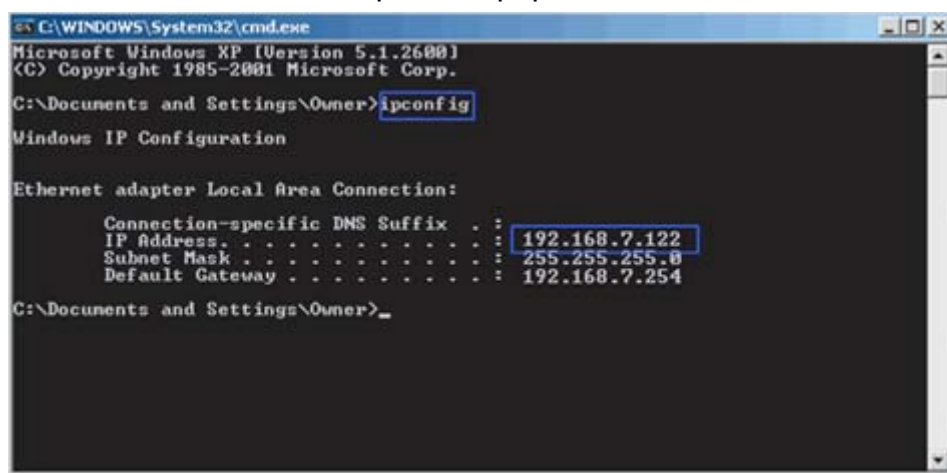 C:\WINDOWS\System32\cmd.exe
Microsoft Windows XP [Version 5.1.2600]
(C) Copyright 1985-2001 Microsoft Corp.
C:\Documents and Settings\Owner>ipconfig
Windows IP Configuration
Ethernet adapter Local Area Connection:
Connection-specific DNS Suffix . :
IP Address. . . . . . . . . . . . : 192.168.7.122
Subnet Mask . . . . . . . . . . . : 255.255.255.0
Default Gateway . . . . . . . . . : 192.168.7.254
C:\Documents and Settings\Owner>_